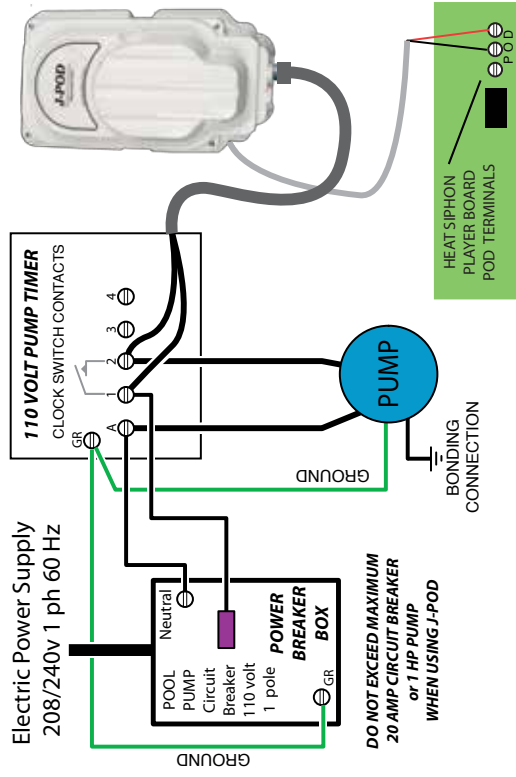 Electric Power Supply
208/240v 1 ph 60 Hz
GROUND
Neutral
POOL
PUMP
Circuit
Breaker
110 volt
1 pole
POWER
BREAKER
BOX
GR
DO NOT EXCEED MAXIMUM
20 AMP CIRCUIT BREAKER
or 1 HP PUMP
WHEN USING J-POD
110 VOLT PUMP TIMER
CLOCK SWITCH CONTACTS
GR
A
1
2
3
4
GROUND
PUMP
BONDING
CONNECTION
J-POD
HEAT SIPHON
PLAYER BOARD
POD TERMINALS
P O D